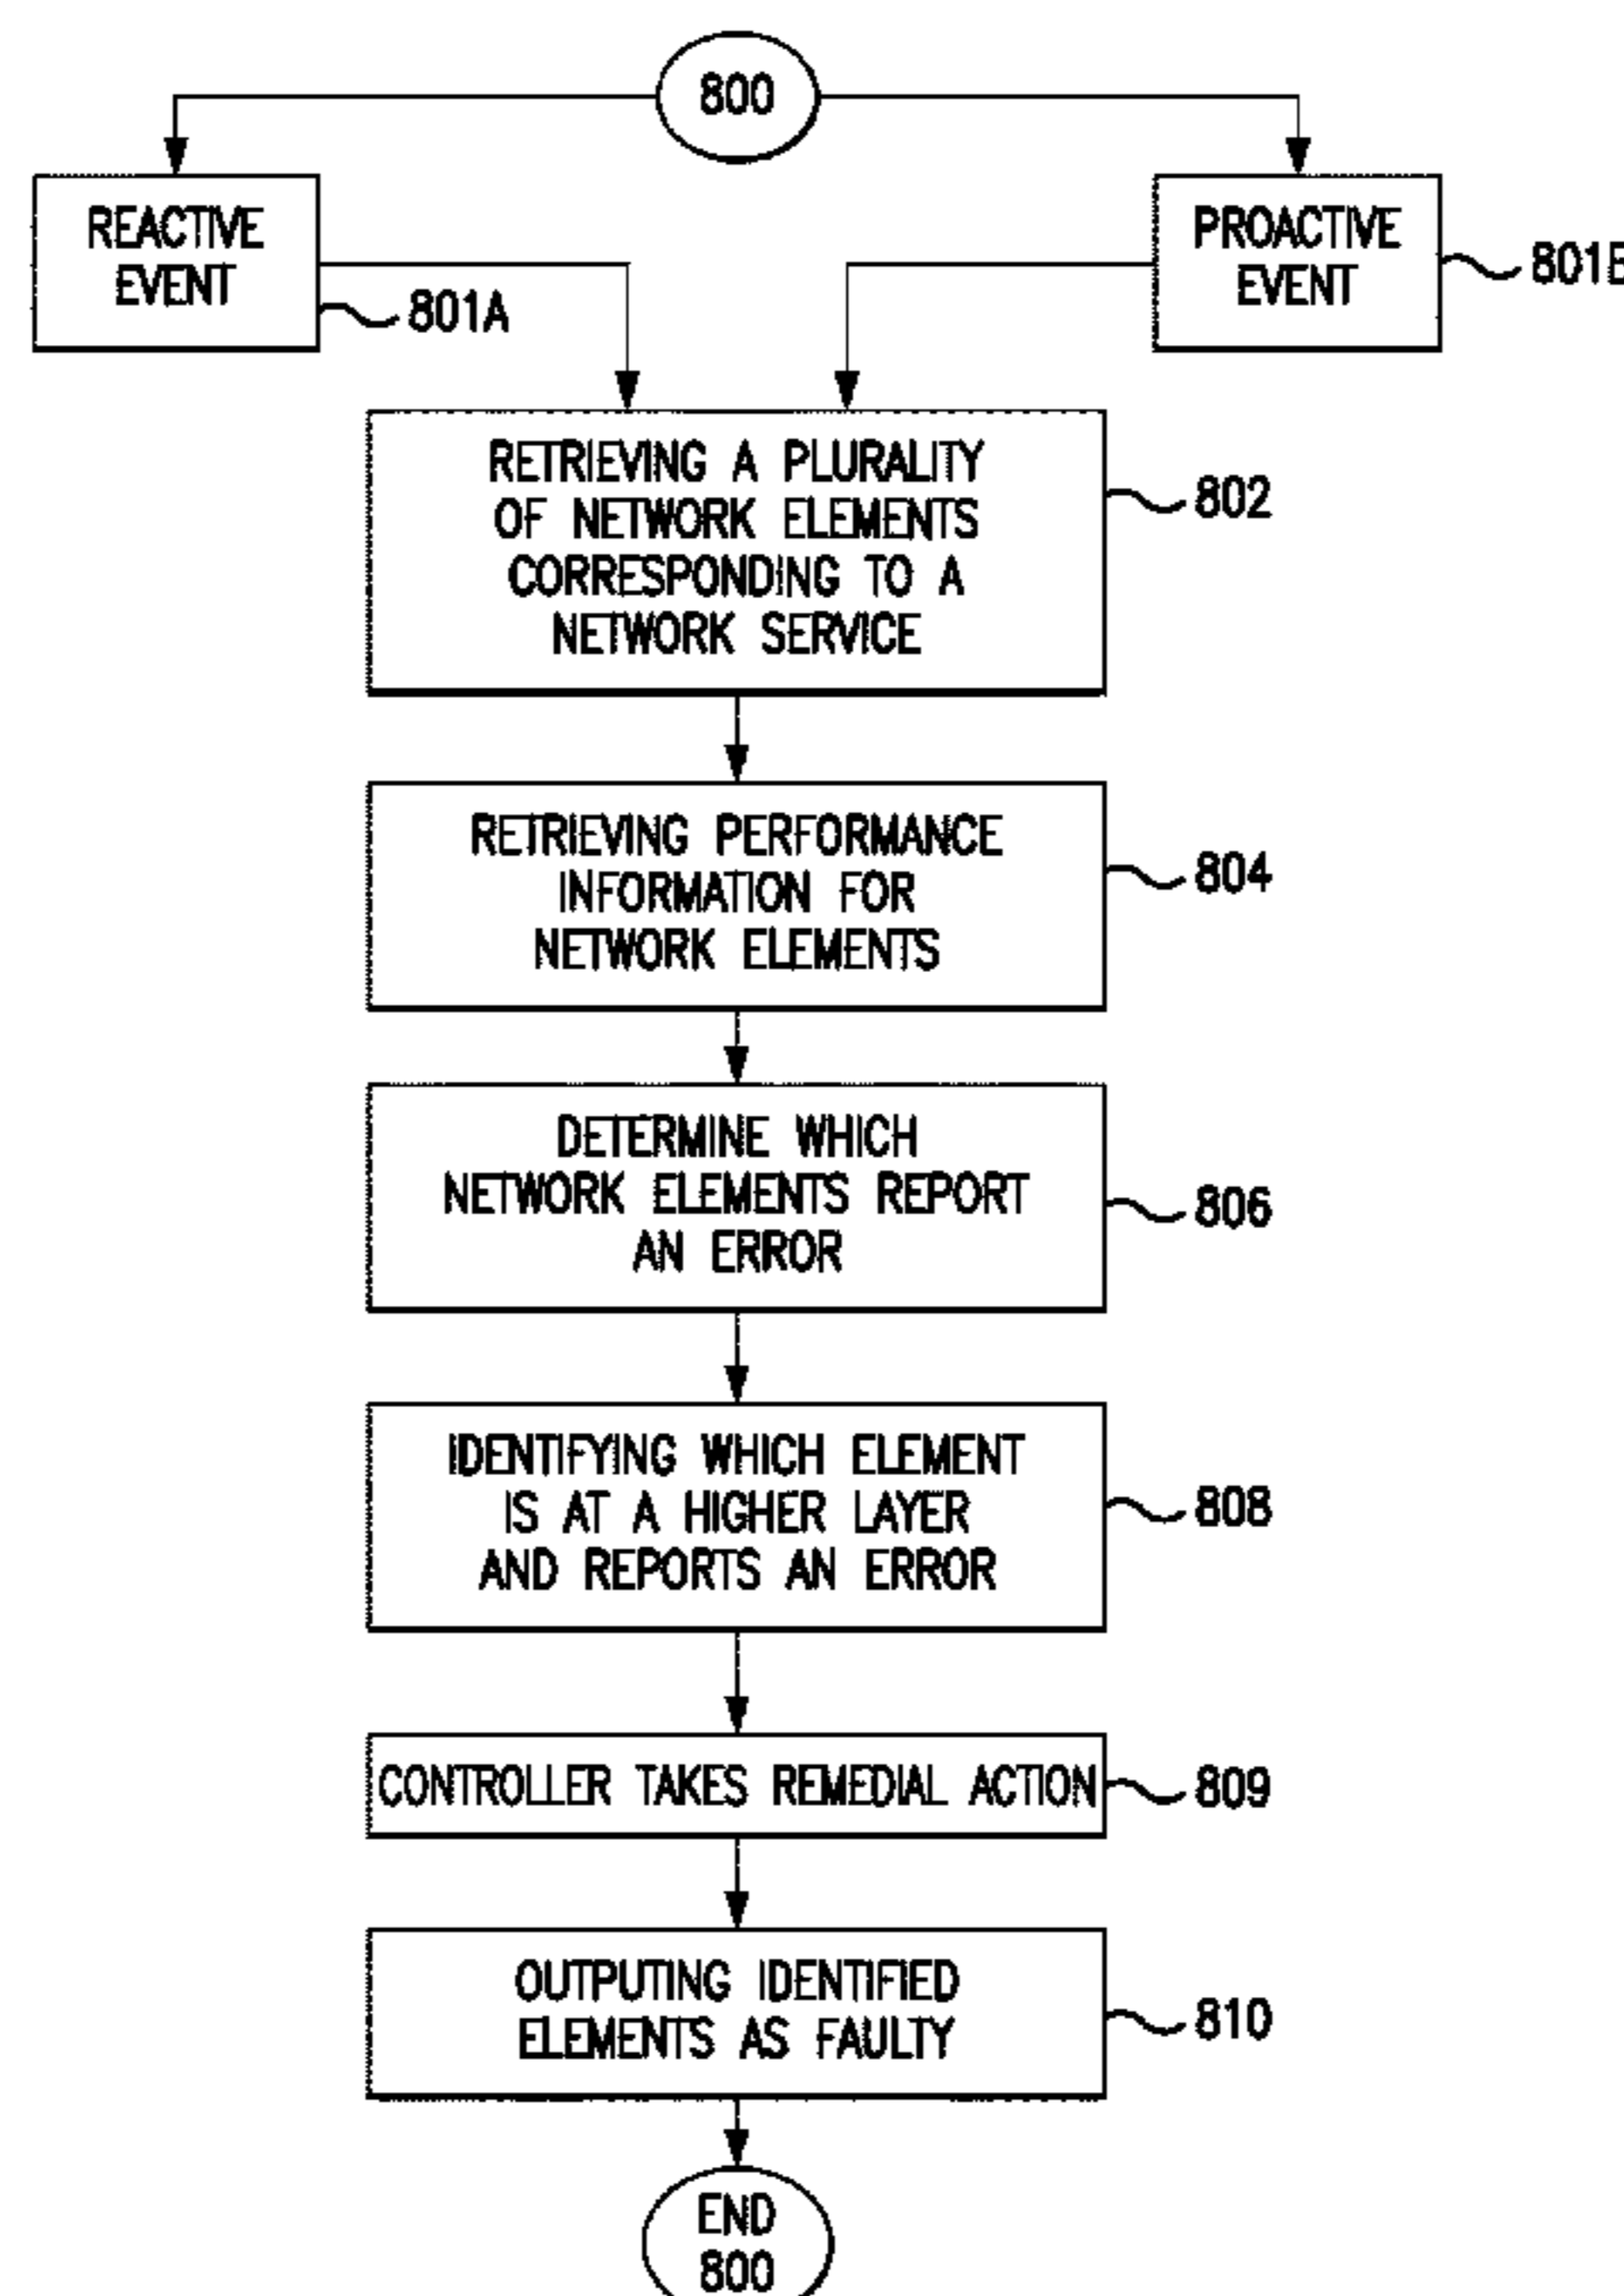 800
REACTIVE
EVENT
801A
PROACTIVE
EVENT
801B
RETRIEVING A PLURALITY
OF NETWORK ELEMENTS
CORRESPONDING TO A
NETWORK SERVICE
802
RETRIEVING PERFORMANCE
INFORMATION FOR
NETWORK ELEMENTS
804
DETERMINE WHICH
NETWORK ELEMENTS REPORT
AN ERROR
806
IDENTIFYING WHICH ELEMENT
IS AT A HIGHER LAYER
AND REPORTS AN ERROR
808
CONTROLLER TAKES REMEDIAL ACTION
809
OUTPUTING IDENTIFIED
ELEMENTS AS FAULTY
810
END
800